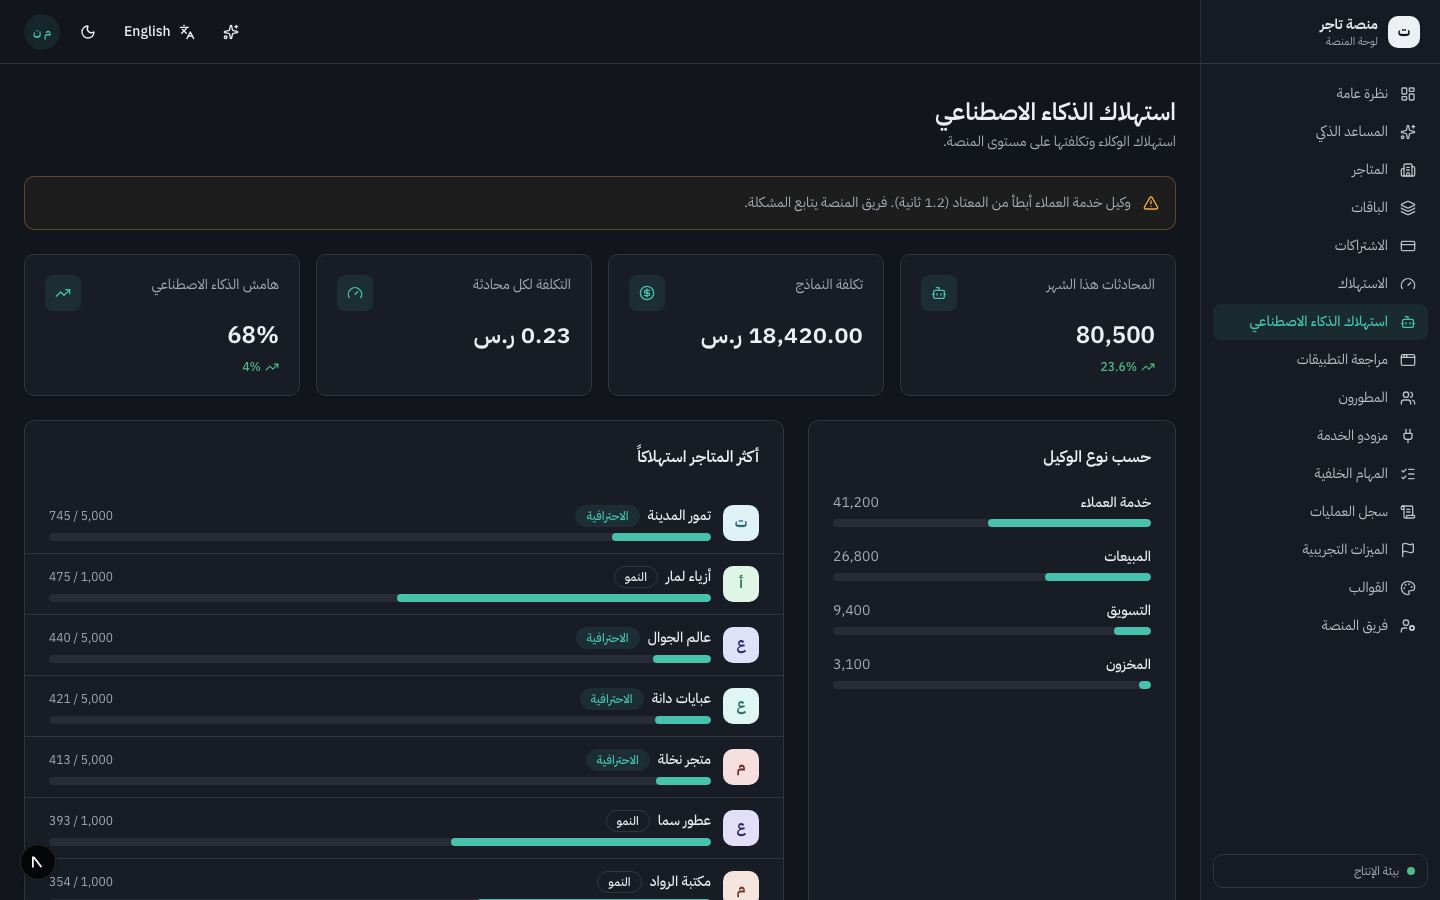 ت
منصة تاجر
لوحة المنصة
English
م ن
نظرة عامة
المساعد الذكي
المتاجر
الباقات
الاشتراكات
الاستهلاك
استهلاك الذكاء الاصطناعي
مراجعة التطبيقات
المطورون
مزودو الخدمة
المهام الخلفية
سجل العمليات
الميزات التجريبية
القوالب
فريق المنصة
بيئة الإنتاج
استهلاك الذكاء الاصطناعي
استهلاك الوكلاء وتكلفتها على مستوى المنصة.
وكيل خدمة العملاء أبطأ من المعتاد (1.2 ثانية). فريق المنصة يتابع المشكلة.
المحادثات هذا الشهر
80,500
23.6%
تكلفة النماذج
18,420.00 ر.س
التكلفة لكل محادثة
0.23 ر.س
هامش الذكاء الاصطناعي
68%
4%
حسب نوع الوكيل
خدمة العملاء 41,200
المبيعات 26,800
التسويق 9,400
المخزون 3,100
أكثر المتاجر استهلاكاً
ت تمور المدينة الاحترافية 745 / 5,000
أ أزياء لمار النمو 475 / 1,000
ع عالم الجوال الاحترافية 440 / 5,000
ع عبايات دانة الاحترافية 421 / 5,000
م متجر نخلة الاحترافية 413 / 5,000
ع عطور سما النمو 393 / 1,000
م مكتبة الرواد النمو 354 / 1,000